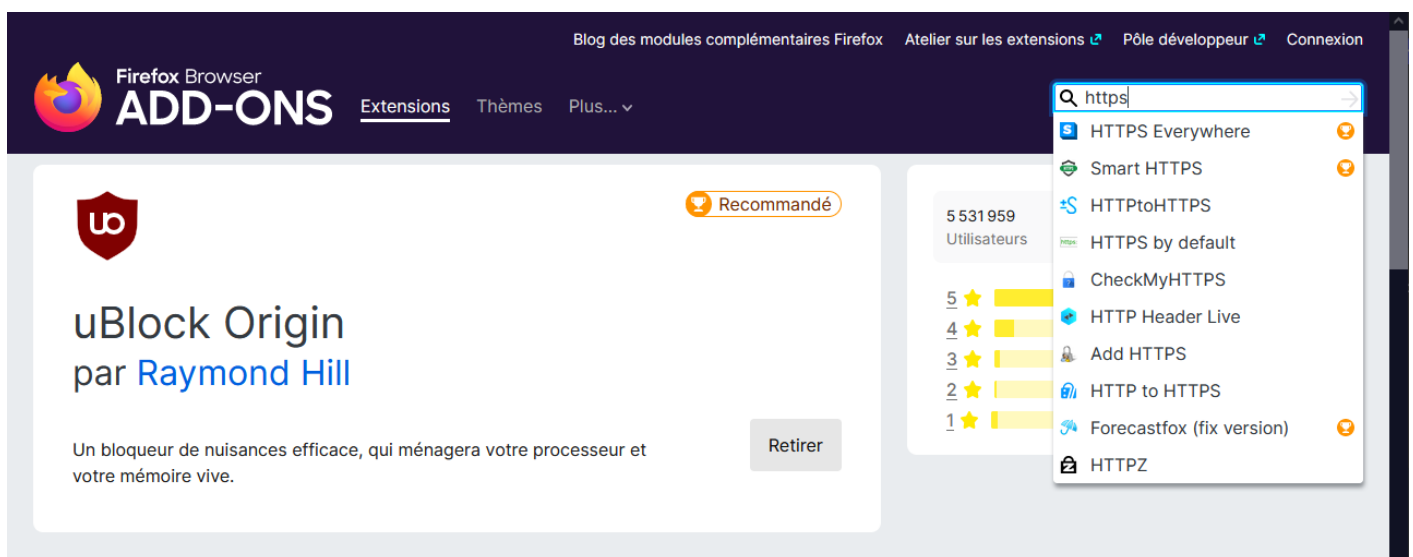 Blog des modules complémentaires Firefox Atelier sur les extensions Pôle développeur Connexion
Firefox Browser
ADD-ONS Extensions Thèmes Plus...
https
HTTPS Everywhere
Smart HTTPS
HTTPtoHTTPS
HTTPS by default
CheckMyHTTPS
HTTP Header Live
Add HTTPS
HTTP to HTTPS
Forecastfox (fix version)
HTTPZ
uo
Recommandé
uBlock Origin
par Raymond Hill
Un bloqueur de nuisances efficace, qui ménagera votre processeur et
votre mémoire vive.
Retirer
5 531 959
Utilisateurs
5
4
3
2
1